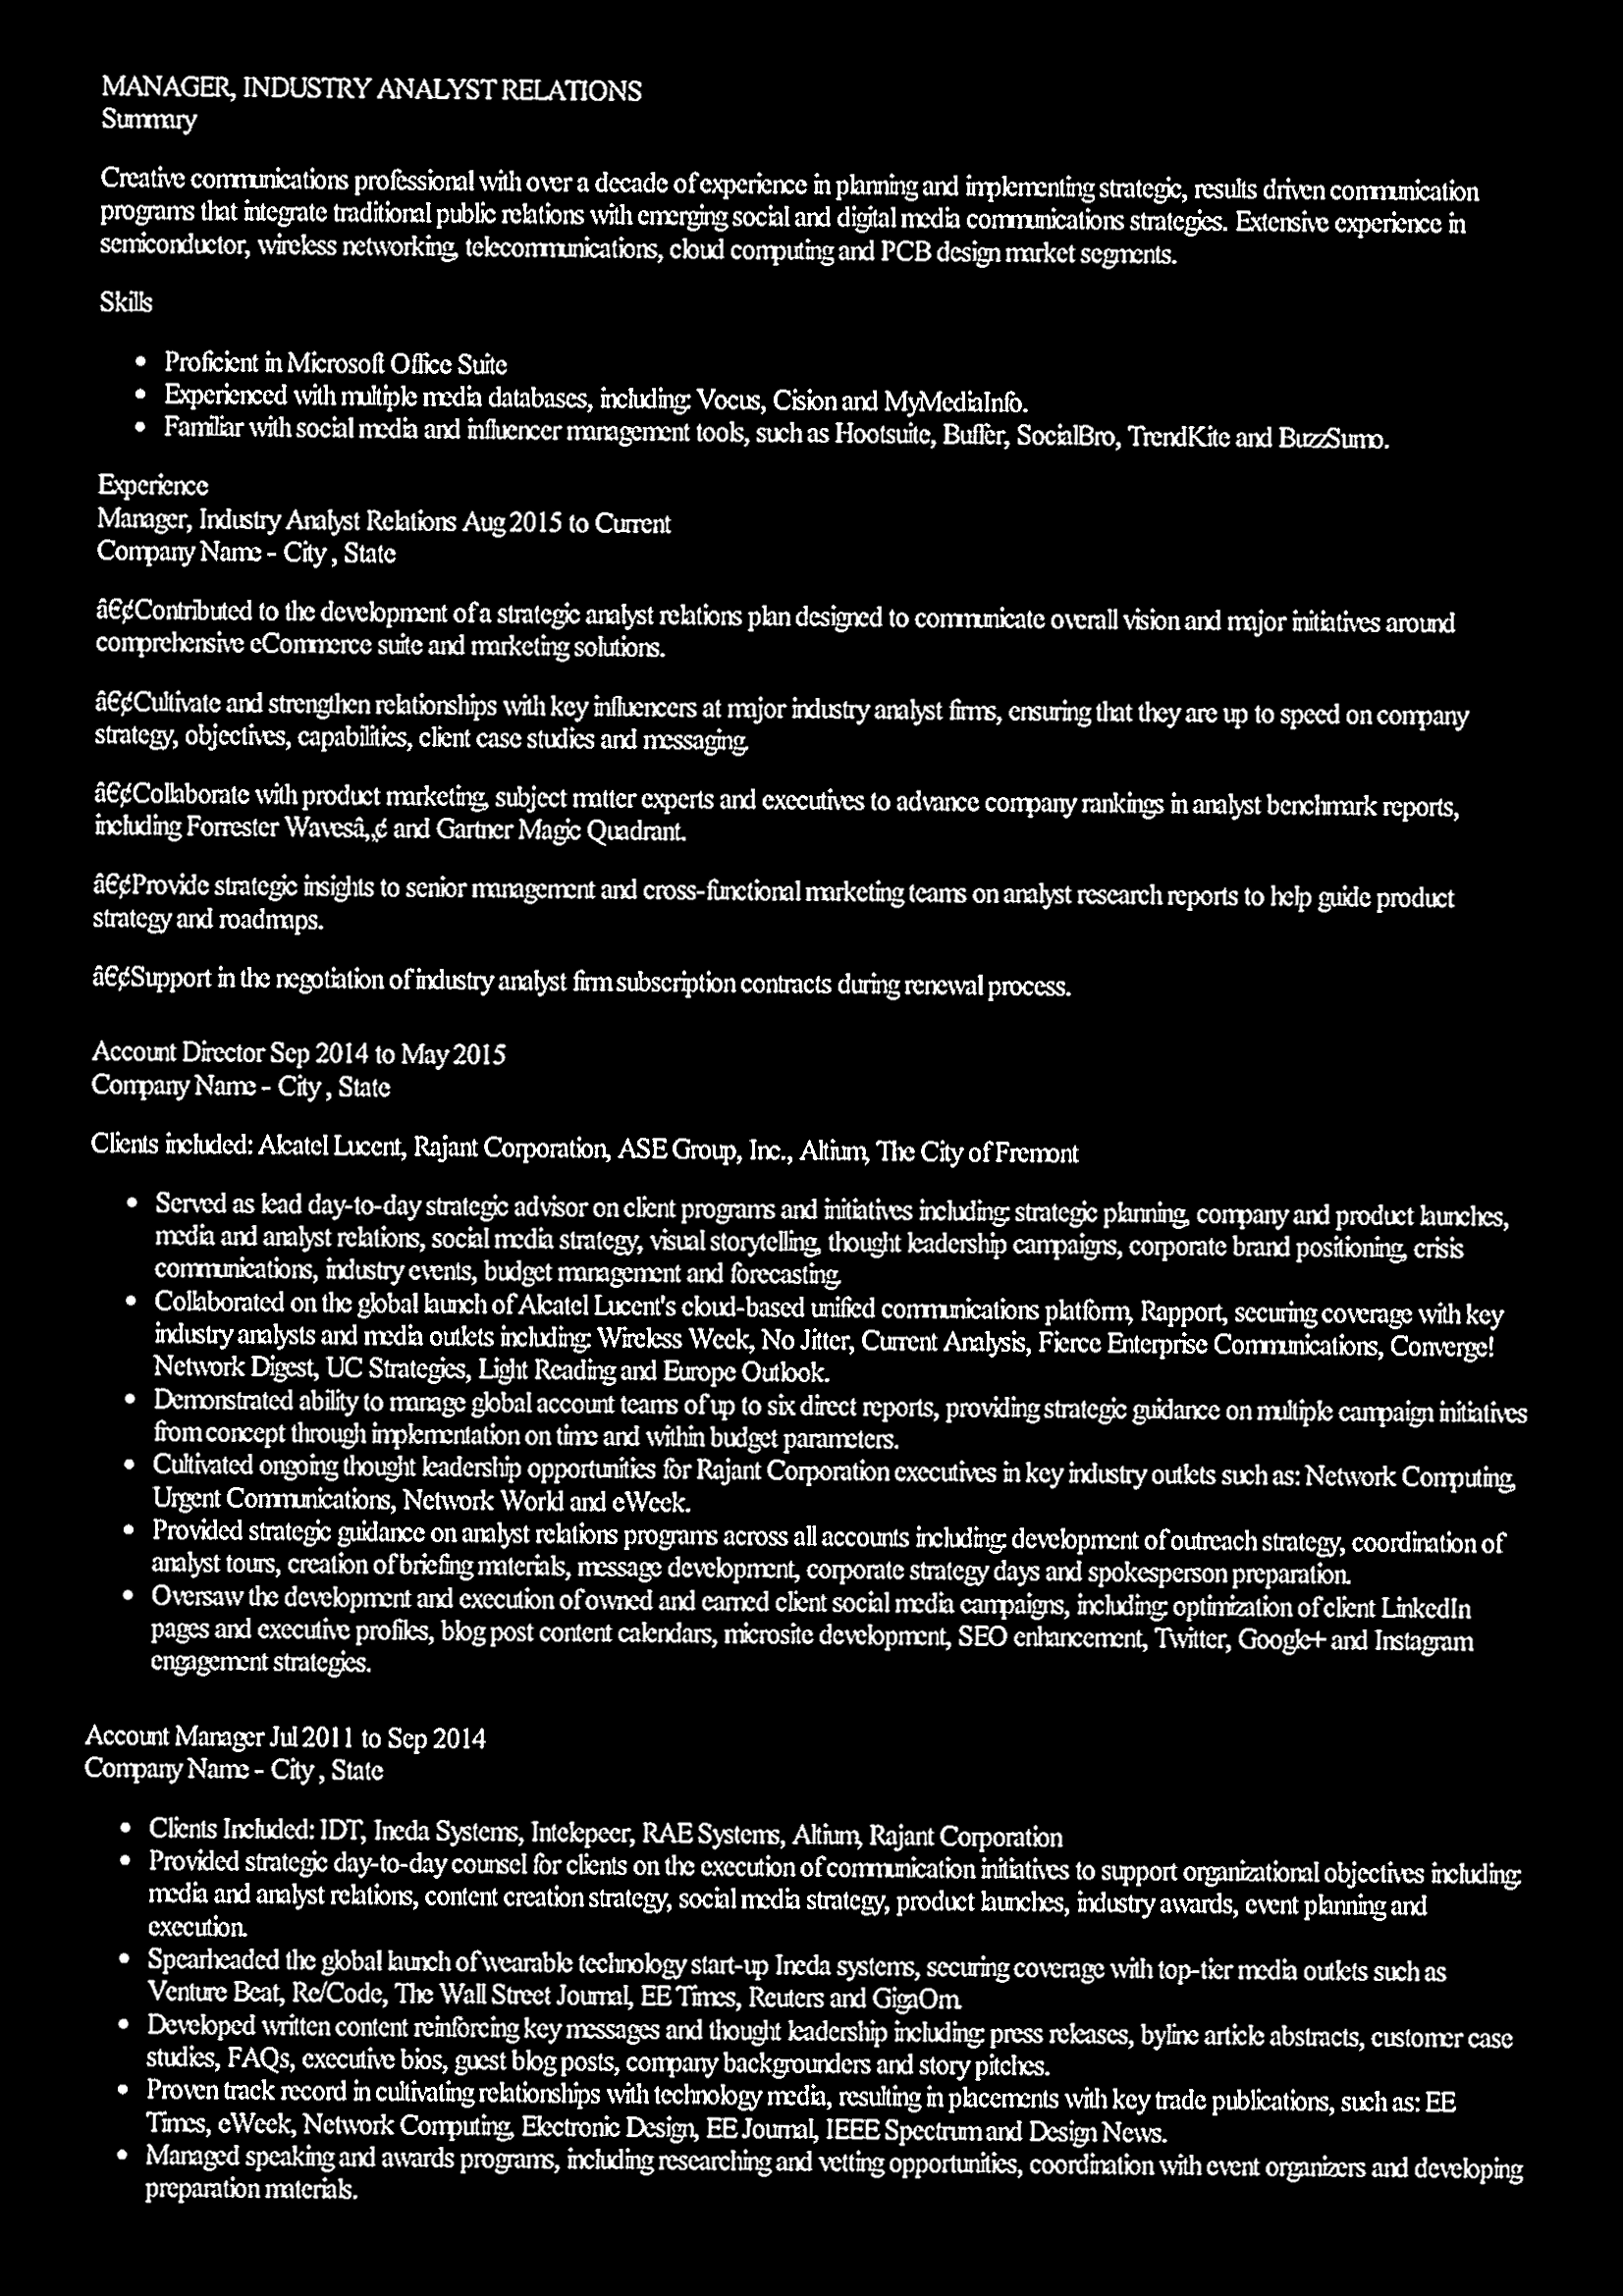 MANAGER, INDUSTRY ANALYST RELATIONS
Summary
Creative communications professional with over a decade of experience in planning and implementing strategic, results driven communication
programs that integrate traditional public relations with emerging social and digital media communications strategies. Extensive experience in
semiconductor, wireless networking, telecommunications, cloud computing and PCB design market segments.
Skills
• Proficient in Microsoft Office Suite
• Experienced with multiple media databases, including: Vocus, Cision and MyMediaInfo.
• Familiar with social media and influencer management tools, such as Hootsuite, Buffer, SocialBro, TrendKite and BuzzSumo.
Experience
Manager, Industry Analyst Relations Aug 2015 to Current
Company Name - City , State
â€¢Contributed to the development of a strategic analyst relations plan designed to communicate overall vision and major initiatives around
comprehensive eCommerce suite and marketing solutions.
â€¢Cultivate and strengthen relationships with key influencers at major industry analyst firms, ensuring that they are up to speed on company
strategy, objectives, capabilities, client case studies and messaging.
â€¢Collaborate with product marketing, subject matter experts and executives to advance company rankings in analyst benchmark reports,
including Forrester Wavesâ„¢ and Gartner Magic Quadrant.
â€¢Provide strategic insights to senior management and cross-functional marketing teams on analyst research reports to help guide product
strategy and roadmaps.
â€¢Support in the negotiation of industry analyst firm subscription contracts during renewal process.
Account Director Sep 2014 to May 2015
Company Name - City , State
Clients included: Alcatel Lucent, Rajant Corporation, ASE Group, Inc., Altium, The City of Fremont
• Served as lead day-to-day strategic advisor on client programs and initiatives including: strategic planning, company and product launches,
media and analyst relations, social media strategy, visual storytelling, thought leadership campaigns, corporate brand positioning, crisis
communications, industry events, budget management and forecasting.
• Collaborated on the global launch of Alcatel Lucent's cloud-based unified communications platform, Rapport, securing coverage with key
industry analysts and media outlets including: Wireless Week, No Jitter, Current Analysis, Fierce Enterprise Communications, Converge!
Network Digest, UC Strategies, Light Reading and Europe Outlook.
• Demonstrated ability to manage global account teams of up to six direct reports, providing strategic guidance on multiple campaign initiatives
from concept through implementation on time and within budget parameters.
• Cultivated ongoing thought leadership opportunities for Rajant Corporation executives in key industry outlets such as: Network Computing,
Urgent Communications, Network World and eWeek.
• Provided strategic guidance on analyst relations programs across all accounts including: development of outreach strategy, coordination of
analyst tours, creation of briefing materials, message development, corporate strategy days and spokesperson preparation.
• Oversaw the development and execution of owned and earned client social media campaigns, including: optimization of client LinkedIn
pages and executive profiles, blog post content calendars, microsite development, SEO enhancement, Twitter, Google+ and Instagram
engagement strategies.
Account Manager Jul 2011 to Sep 2014
Company Name - City , State
• Clients Included: IDT, Ineda Systems, Intelepeer, RAE Systems, Altium, Rajant Corporation
• Provided strategic day-to-day counsel for clients on the execution of communication initiatives to support organizational objectives including:
media and analyst relations, content creation strategy, social media strategy, product launches, industry awards, event planning and
execution.
• Spearheaded the global launch of wearable technology start-up Ineda systems, securing coverage with top-tier media outlets such as
Venture Beat, Re/Code, The Wall Street Journal, EE Times, Reuters and GigaOm.
• Developed written content reinforcing key messages and thought leadership including: press releases, byline article abstracts, customer case
studies, FAQs, executive bios, guest blog posts, company backgrounders and story pitches.
• Proven track record in cultivating relationships with technology media, resulting in placements with key trade publications, such as: EE
Times, eWeek, Network Computing, Electronic Design, EE Journal, IEEE Spectrum and Design News.
• Managed speaking and awards programs, including researching and vetting opportunities, coordination with event organizers and developing
preparation materials.